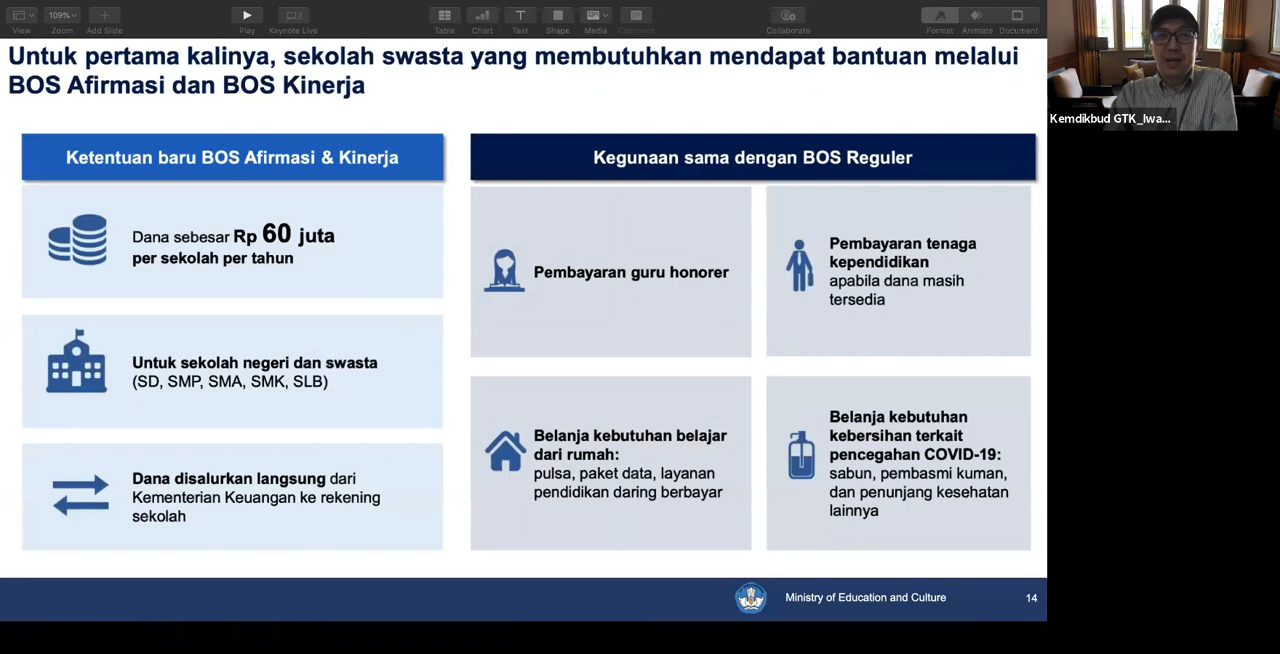 109%
View
Zoom
Add Slide
Play
Keynote Live
Table
Chart
Text
Shape
Media
Comment
Collaborate
Format
Animate
Document
Untuk pertama kalinya, sekolah swasta yang membutuhkan mendapat bantuan melalui
BOS Afirmasi dan BOS Kinerja
Ketentuan baru BOS Afirmasi & Kinerja
Dana sebesar Rp 60 juta
per sekolah per tahun
Untuk sekolah negeri dan swasta
(SD, SMP, SMA, SMK, SLB)
Dana disalurkan langsung dari
Kementerian Keuangan ke rekening
sekolah
Kegunaan sama dengan BOS Reguler
Pembayaran guru honorer
Pembayaran tenaga
kependidikan
apabila dana masih
tersedia
Belanja kebutuhan belajar
dari rumah:
pulsa, paket data, layanan
pendidikan daring berbayar
Belanja kebutuhan
kebersihan terkait
pencegahan COVID-19:
sabun, pembasmi kuman,
dan penunjang kesehatan
lainnya
Ministry of Education and Culture
14
Kemdikbud GTK_Iwa...